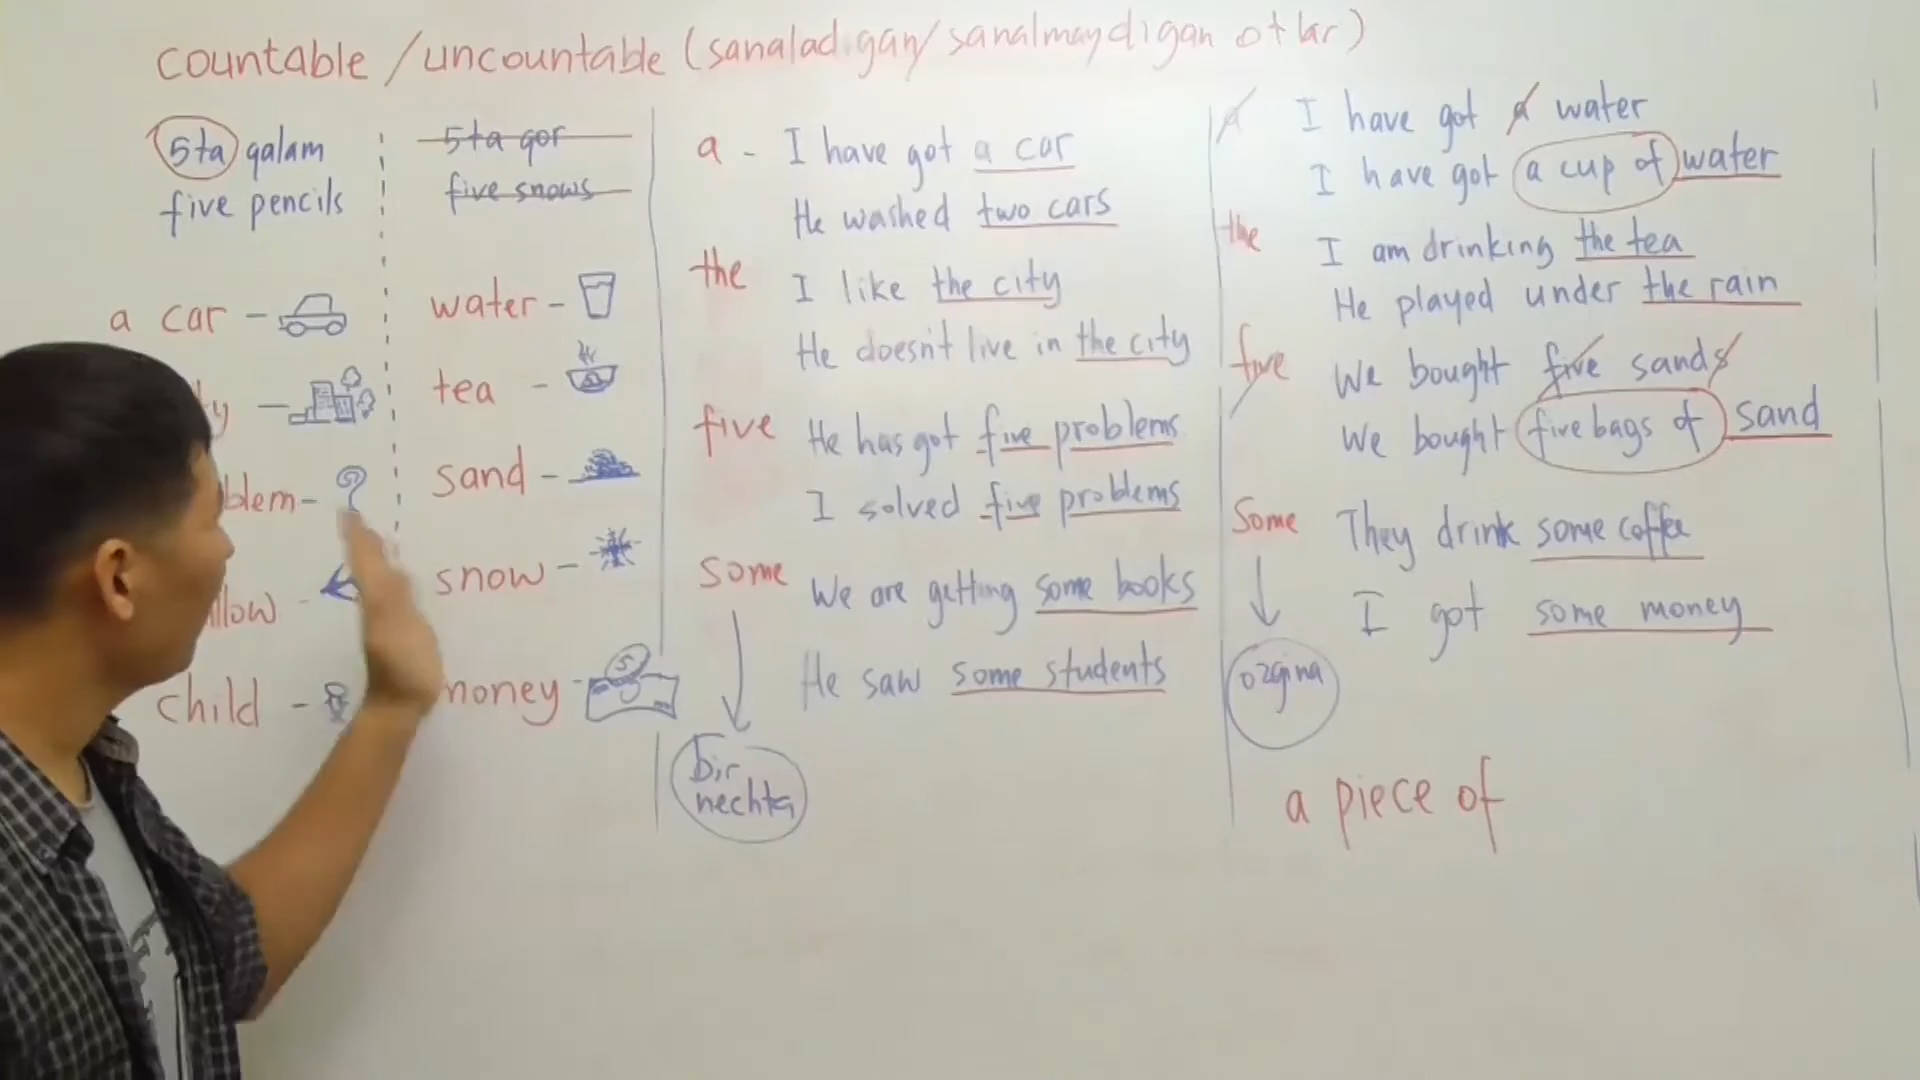 countable / uncountable (sanaladigan/sanalmaydigan otlar)
5ta qalam
five pencils
a car -
ty -
blem -
llow -
child -
5ta qor
five snows
water -
tea -
sand -
snow -
money -
5
a - I have got a car
He washed two cars
the I like the city
He doesn't live in the city
five He has got five problems
I solved five problems
some We are getting some books
He saw some students
bir
nechta
a I have got a water
I have got a cup of water
the I am drinking the tea
He played under the rain
five We bought five sands
We bought five bags of sand
Some They drink some coffee
I got some money
ozgina
a piece of